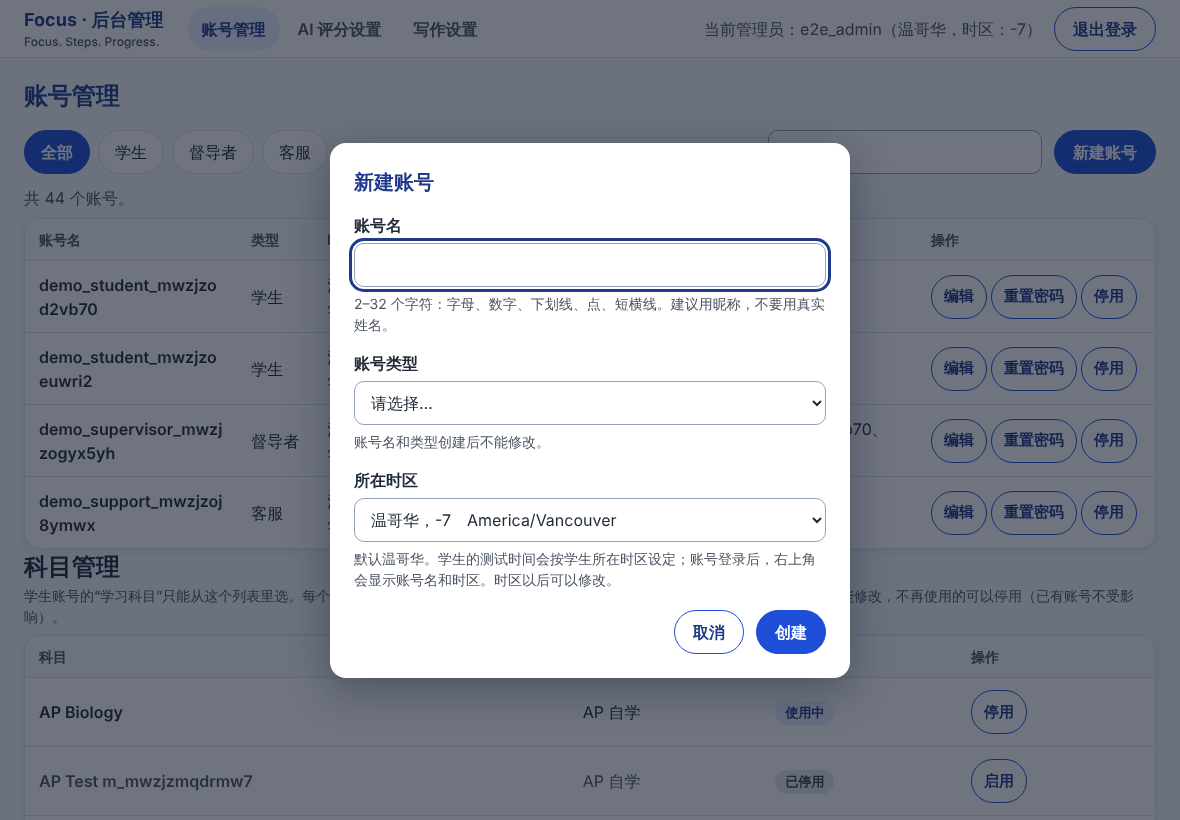 Focus · 后台管理
Focus. Steps. Progress.
账号管理
AI 评分设置
写作设置
当前管理员：e2e_admin（温哥华，时区：-7）
退出登录
账号管理
全部
学生
督导者
客服
新建账号
共 44 个账号。
账号名
类型
操作
demo_student_mwzjzo
d2vb70
学生
编辑
重置密码
停用
demo_student_mwzjzo
euwri2
学生
编辑
重置密码
停用
demo_supervisor_mwzj
zogyx5yh
督导者
70、
编辑
重置密码
停用
demo_support_mwzjzoj
8ymwx
客服
编辑
重置密码
停用
新建账号
账号名
2–32 个字符：字母、数字、下划线、点、短横线。建议用昵称，不要用真实
姓名。
账号类型
请选择...
账号名和类型创建后不能修改。
所在时区
温哥华，-7 America/Vancouver
默认温哥华。学生的测试时间会按学生所在时区设定；账号登录后，右上角
会显示账号名和时区。时区以后可以修改。
取消
创建
科目管理
学生账号的“学习科目”只能从这个列表里选。每个
修改，不再使用的可以停用（已有账号不受影
响）。
科目
操作
AP Biology
AP 自学
使用中
停用
AP Test m_mwzjzmqdrmw7
AP 自学
已停用
启用